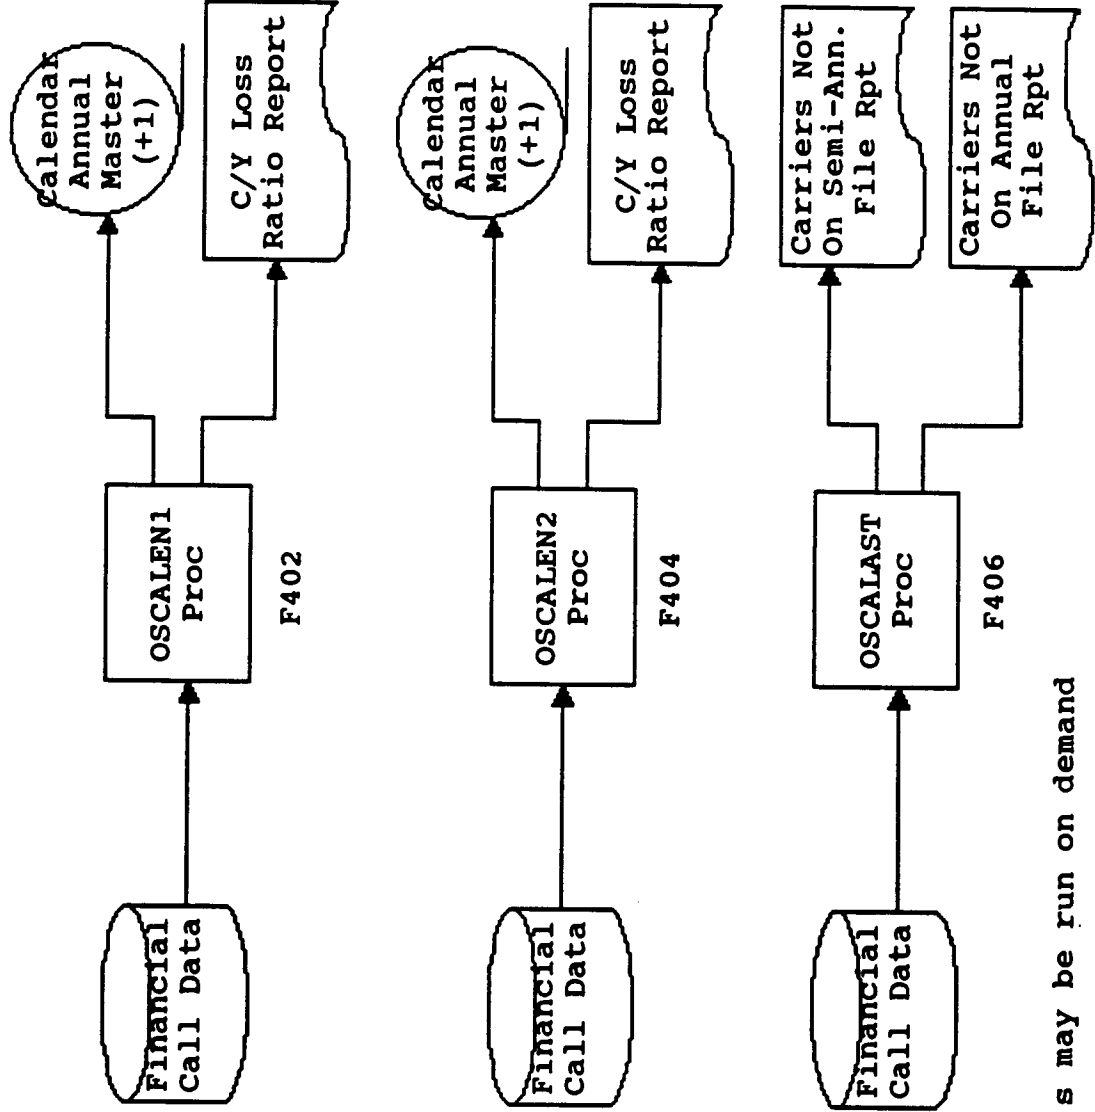 Financial
Call Data
OSCALEN1
Proc
F402
Calendar
Annual
Master
(+1)
C/Y Loss
Ratio Report
Financial
Call Data
OSCALEN2
Proc
F404
Calendar
Annual
Master
(+1)
C/Y Loss
Ratio Report
Financial
Call Data
OSCALAST
Proc
F406
Carriers Not
On Semi-Ann.
File Rpt
Carriers Not
On Annual
File Rpt
s may be run on demand